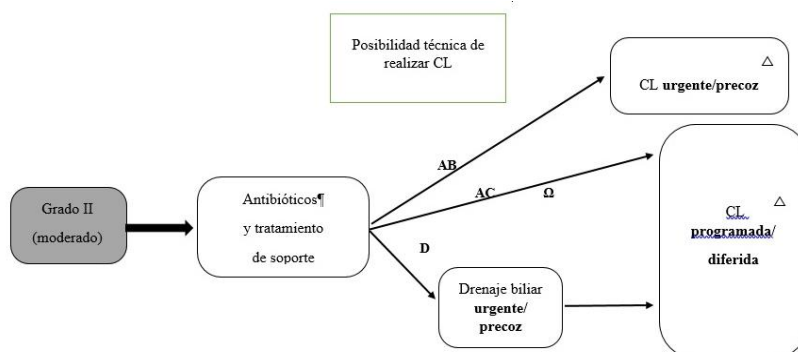 Posibilidad técnica de
realizar CL
△
CL urgente/precoz
AB
AC
Ω
Grado II
(moderado)
Antibióticos¶
y tratamiento
de soporte
CL
△
programada/
diferida
D
Drenaje biliar
urgente/
precoz